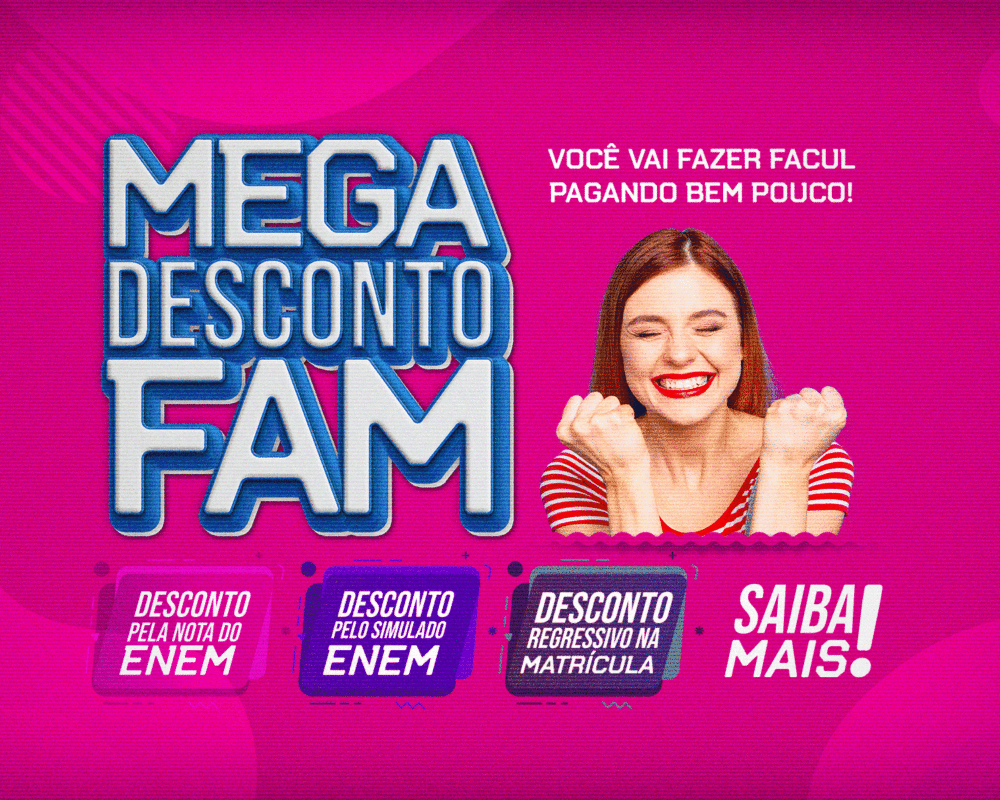 MEGA
DESCONTO
FAM
VOCÊ VAI FAZER FACUL
PAGANDO BEM POUCO!
DESCONTO
PELA NOTA DO
ENEM
DESCONTO
PELO SIMULADO
ENEM
DESCONTO
REGRESSIVO NA
MATRÍCULA
SAIBA
MAIS!